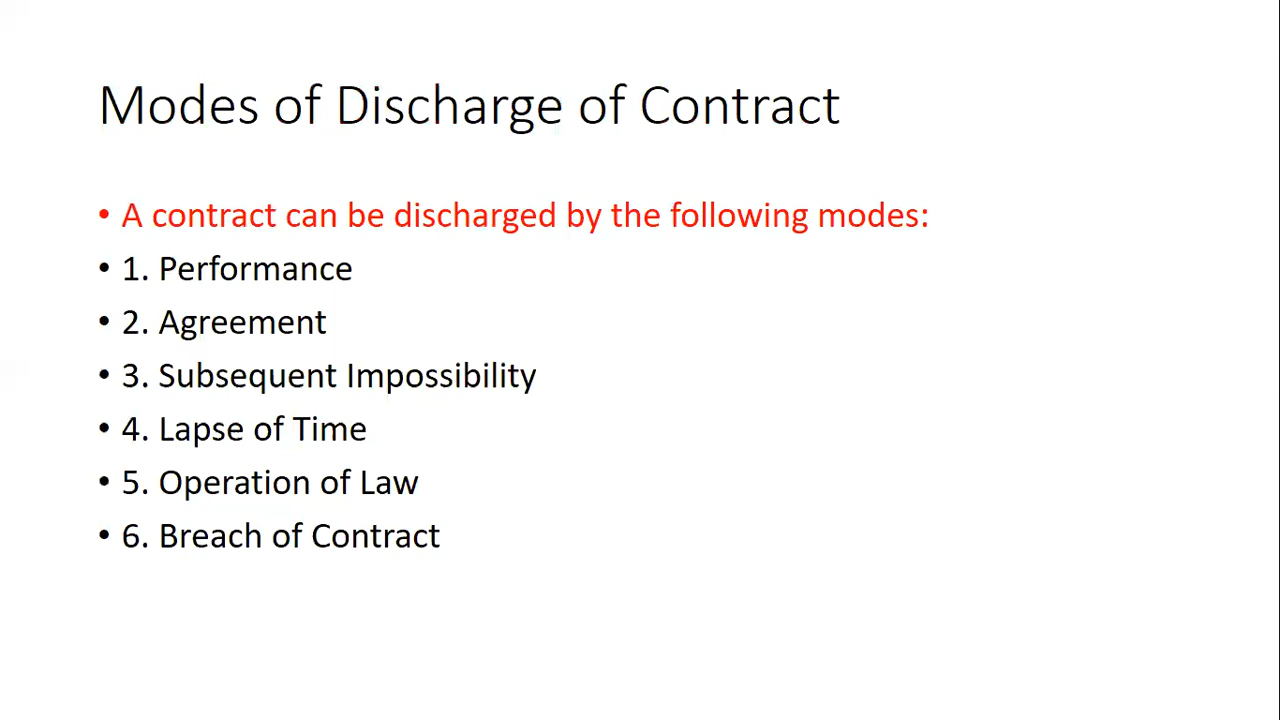 Modes of Discharge of Contract
• A contract can be discharged by the following modes:
• 1. Performance
• 2. Agreement
• 3. Subsequent Impossibility
• 4. Lapse of Time
• 5. Operation of Law
• 6. Breach of Contract